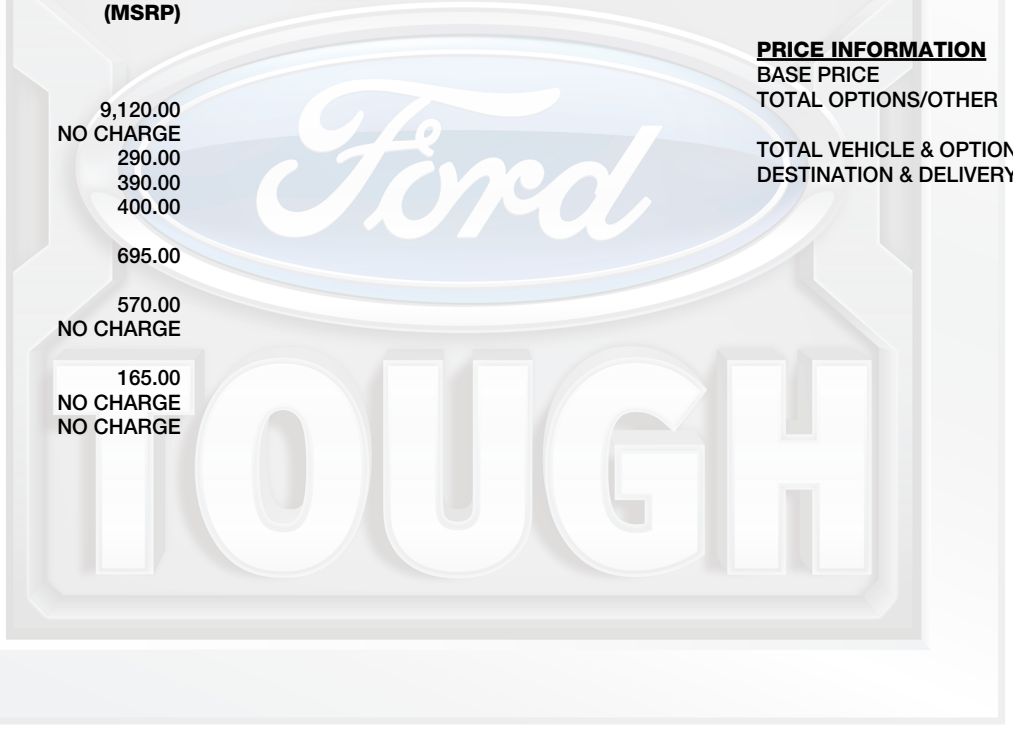 (MSRP)
9,120.00
NO CHARGE
290.00
390.00
400.00
695.00
570.00
NO CHARGE
165.00
NO CHARGE
NO CHARGE
PRICE INFORMATION
BASE PRICE
TOTAL OPTIONS/OTHER
TOTAL VEHICLE & OPTION
DESTINATION & DELIVERY
Ford
TOUGH